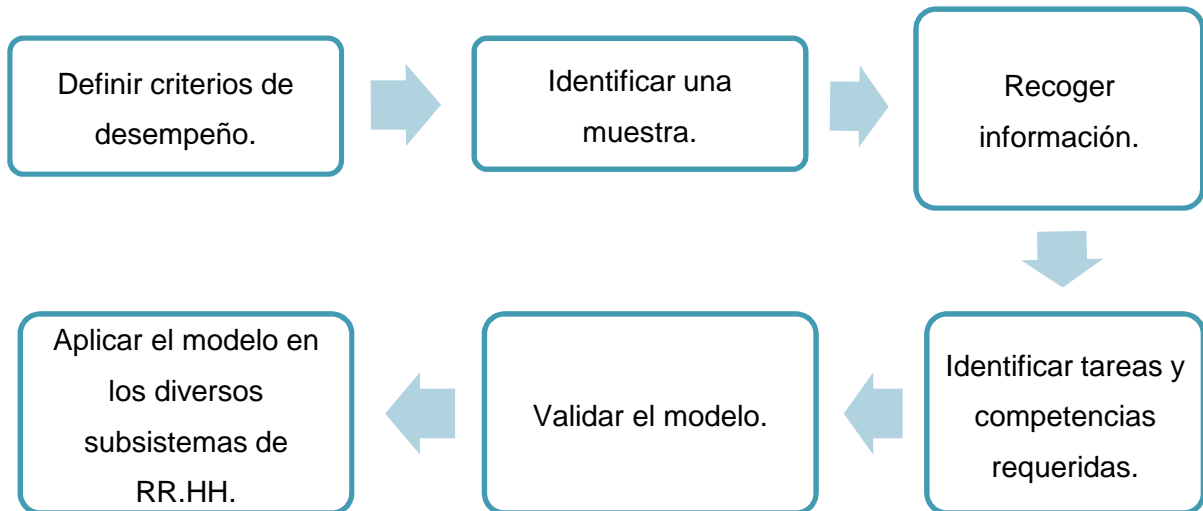 Definir criterios de
desempeño.
Identificar una
muestra.
Recoger
información.
Identificar tareas y
competencias
requeridas.
Validar el modelo.
Aplicar el modelo en
los diversos
subsistemas de
RR.HH.